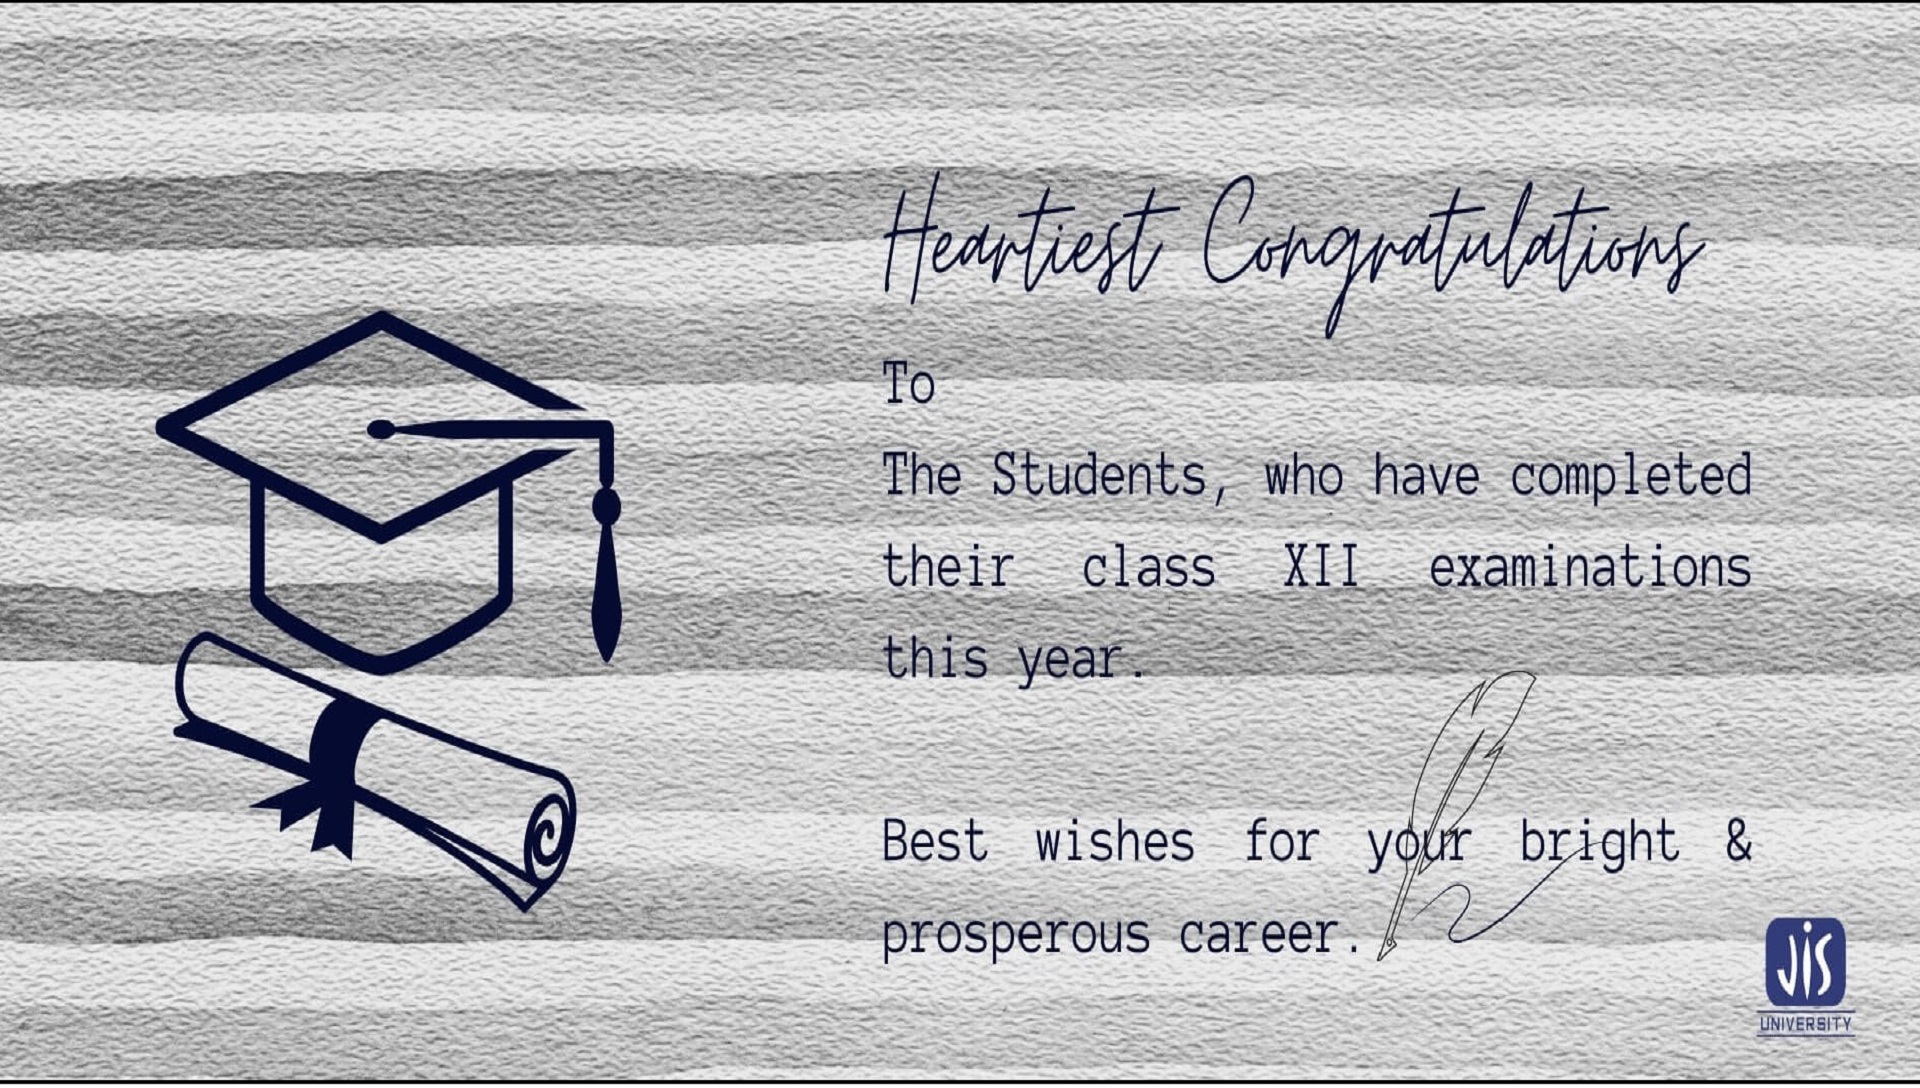 Heartiest Congratulations
To
The Students, who have completed
their class XII examinations
this year.
Best wishes for your bright &
prosperous career.
JIS
UNIVERSITY